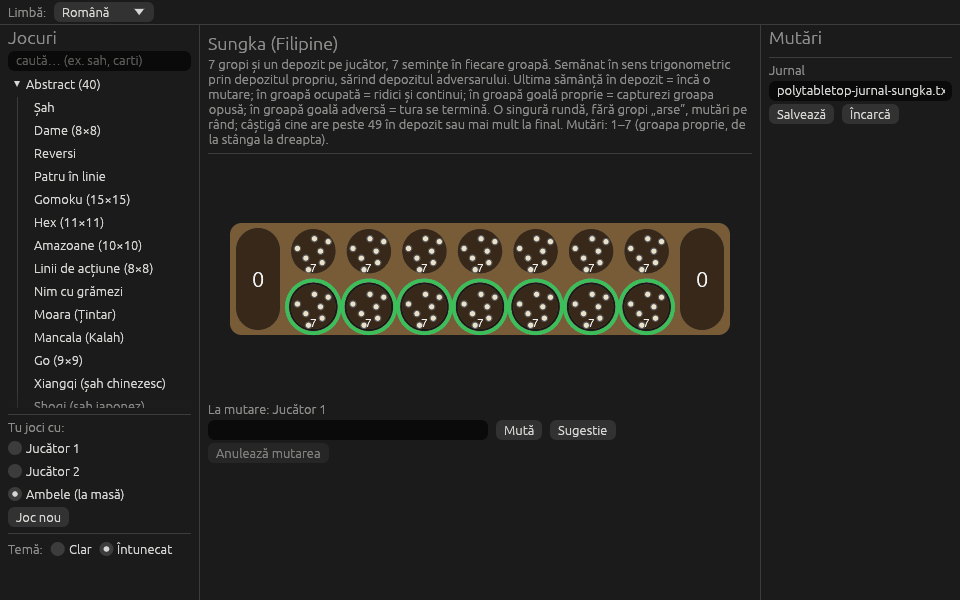 Limbă: Română
Jocuri
caută... (ex. sah, carti)
Abstract (40)
Șah
Dame (8×8)
Reversi
Patru în linie
Gomoku (15×15)
Hex (11×11)
Amazoane (10×10)
Linii de acțiune (8×8)
Nim cu grămezi
Moara (Țintar)
Mancala (Kalah)
Go (9×9)
Xiangqi (șah chinezesc)
Shogi (șah japonez)
Tu joci cu:
Jucător 1
Jucător 2
Ambele (la masă)
Joc nou
Temă: Clar Întunecat
Sungka (Filipine)
7 gropi și un depozit pe jucător, 7 semințe în fiecare groapă. Semănat în sens trigonometric
prin depozitul propriu, sărind depozitul adversarului. Ultima sămânță în depozit = încă o
mutare; în groapă ocupată = ridici și continui; în groapă goală proprie = capturezi groapa
opusă; în groapă goală adversă = tura se termină. O singură rundă, fără gropi „arse”, mutări pe
rând; câștigă cine are peste 49 în depozit sau mai mult la final. Mutări: 1–7 (groapa proprie, de
la stânga la dreapta).
7 7 7 7 7 7 7
0 0
7 7 7 7 7 7 7
La mutare: Jucător 1
Mută Sugestie
Anulează mutarea
Mutări
Jurnal
polytabletop-jurnal-sungka.tx
Salvează Încarcă